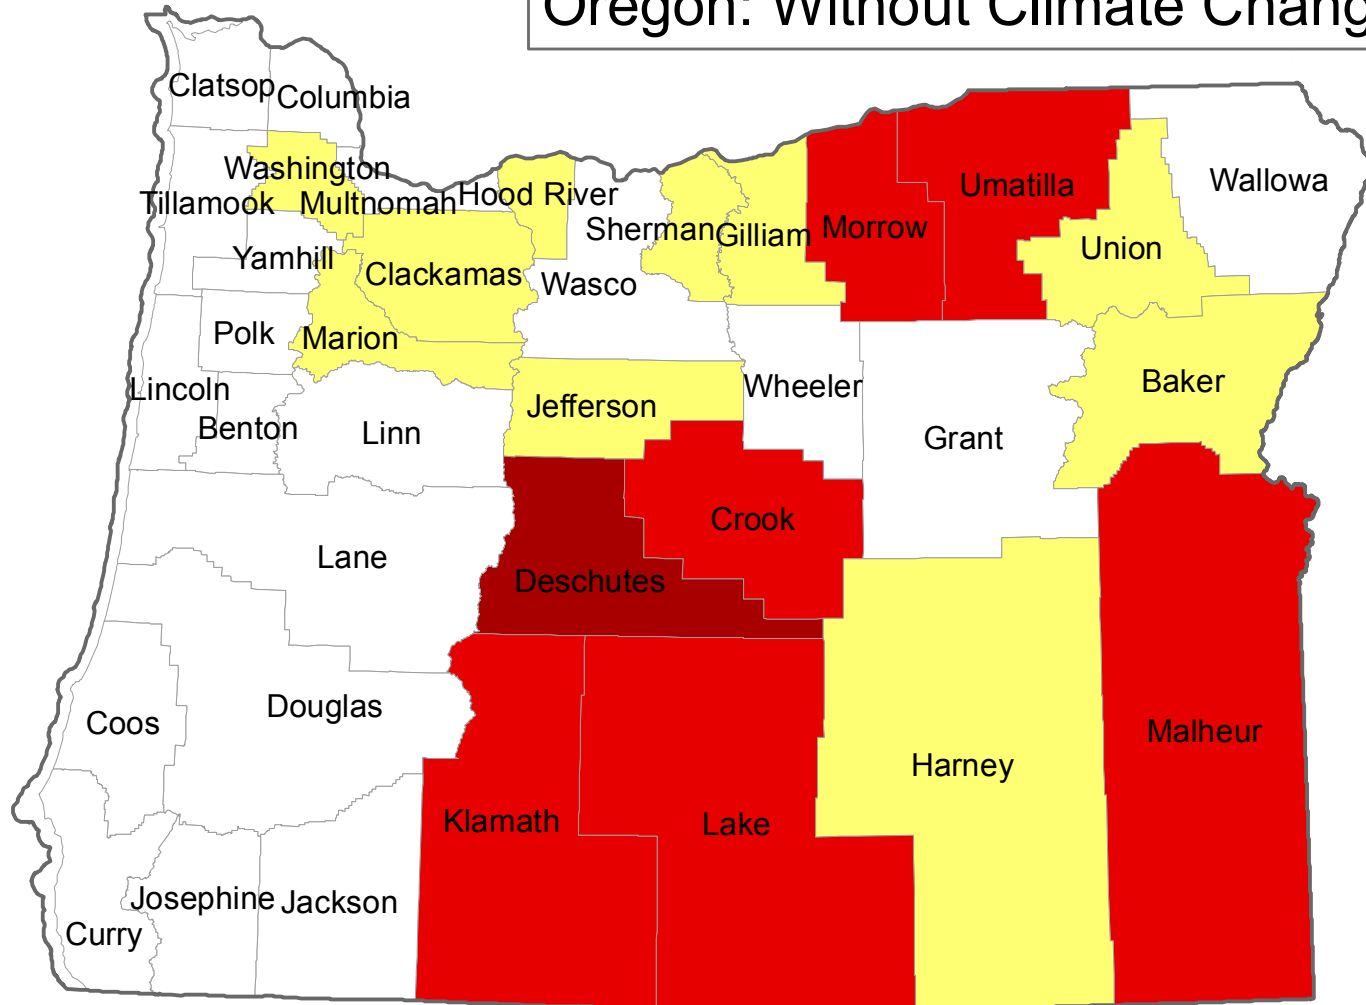 Oregon: Without Climate Chang
Clatsop
Columbia
Washington
Tillamook
Multnomah
Hood River
Sherman
Gilliam
Morrow
Umatilla
Wallowa
Union
Yamhill
Clackamas
Wasco
Polk
Marion
Lincoln
Benton
Linn
Jefferson
Wheeler
Grant
Baker
Lane
Deschutes
Crook
Coos
Douglas
Klamath
Lake
Harney
Malheur
Josephine
Jackson
Curry